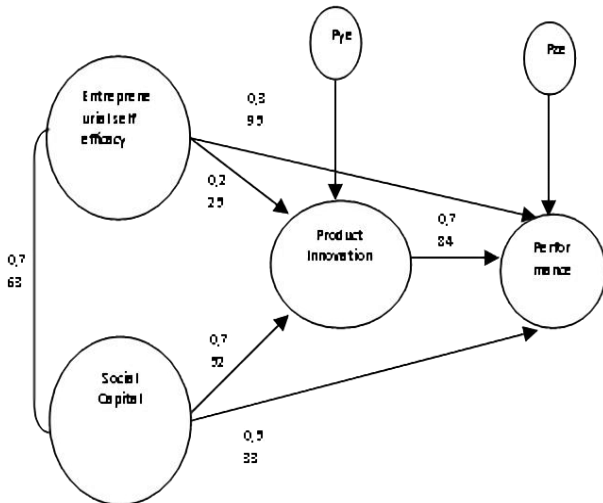 Pye
Pze
Entreprene
urial self
efficacy
0,3
95
0,2
25
Product
Innovation
0,7
84
Perfor
mance
0,7
63
0,7
52
Social
Capital
0,5
33